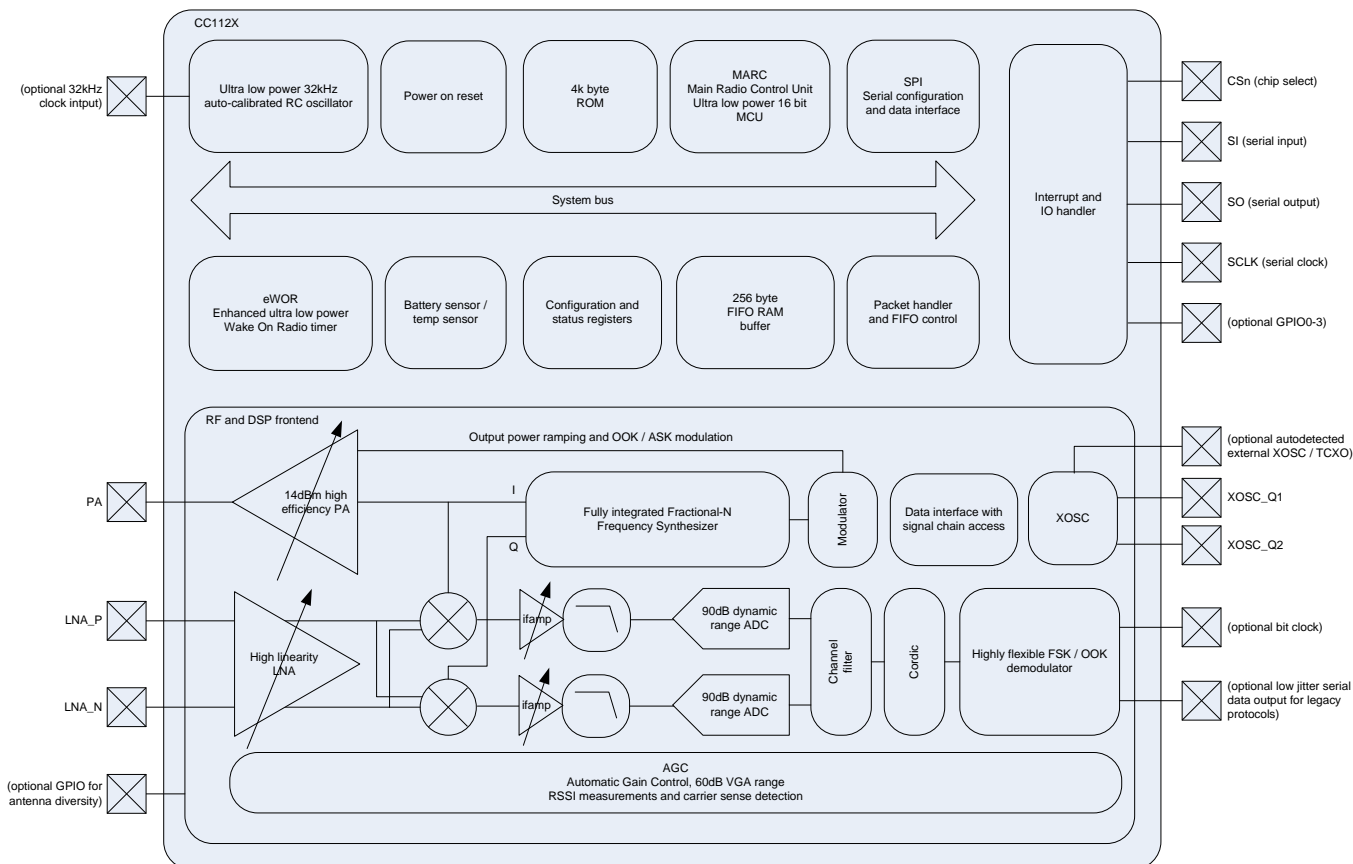 CC112X
(optional 32kHz
clock intput)
Ultra low power 32kHz
auto-calibrated RC oscillator
Power on reset
4k byte
ROM
MARC
Main Radio Control Unit
Ultra low power 16 bit
MCU
SPI
Serial configuration
and data interface
System bus
Interrupt and
IO handler
CSn (chip select)
SI (serial input)
SO (serial output)
SCLK (serial clock)
(optional GPIO0-3)
eWOR
Enhanced ultra low power
Wake On Radio timer
Battery sensor /
temp sensor
Configuration and
status registers
256 byte
FIFO RAM
buffer
Packet handler
and FIFO control
RF and DSP frontend
Output power ramping and OOK / ASK modulation
PA
14dBm high
efficiency PA
I
Q
Fully integrated Fractional-N
Frequency Synthesizer
Modulator
Data interface with
signal chain access
XOSC
(optional autodetected
external XOSC / TCXO)
XOSC_Q1
XOSC_Q2
LNA_P
LNA_N
High linearity
LNA
ifamp
90dB dynamic
range ADC
ifamp
90dB dynamic
range ADC
Channel
filter
Cordic
Highly flexible FSK / OOK
demodulator
(optional bit clock)
(optional low jitter serial
data output for legacy
protocols)
(optional GPIO for
antenna diversity)
AGC
Automatic Gain Control, 60dB VGA range
RSSI measurements and carrier sense detection